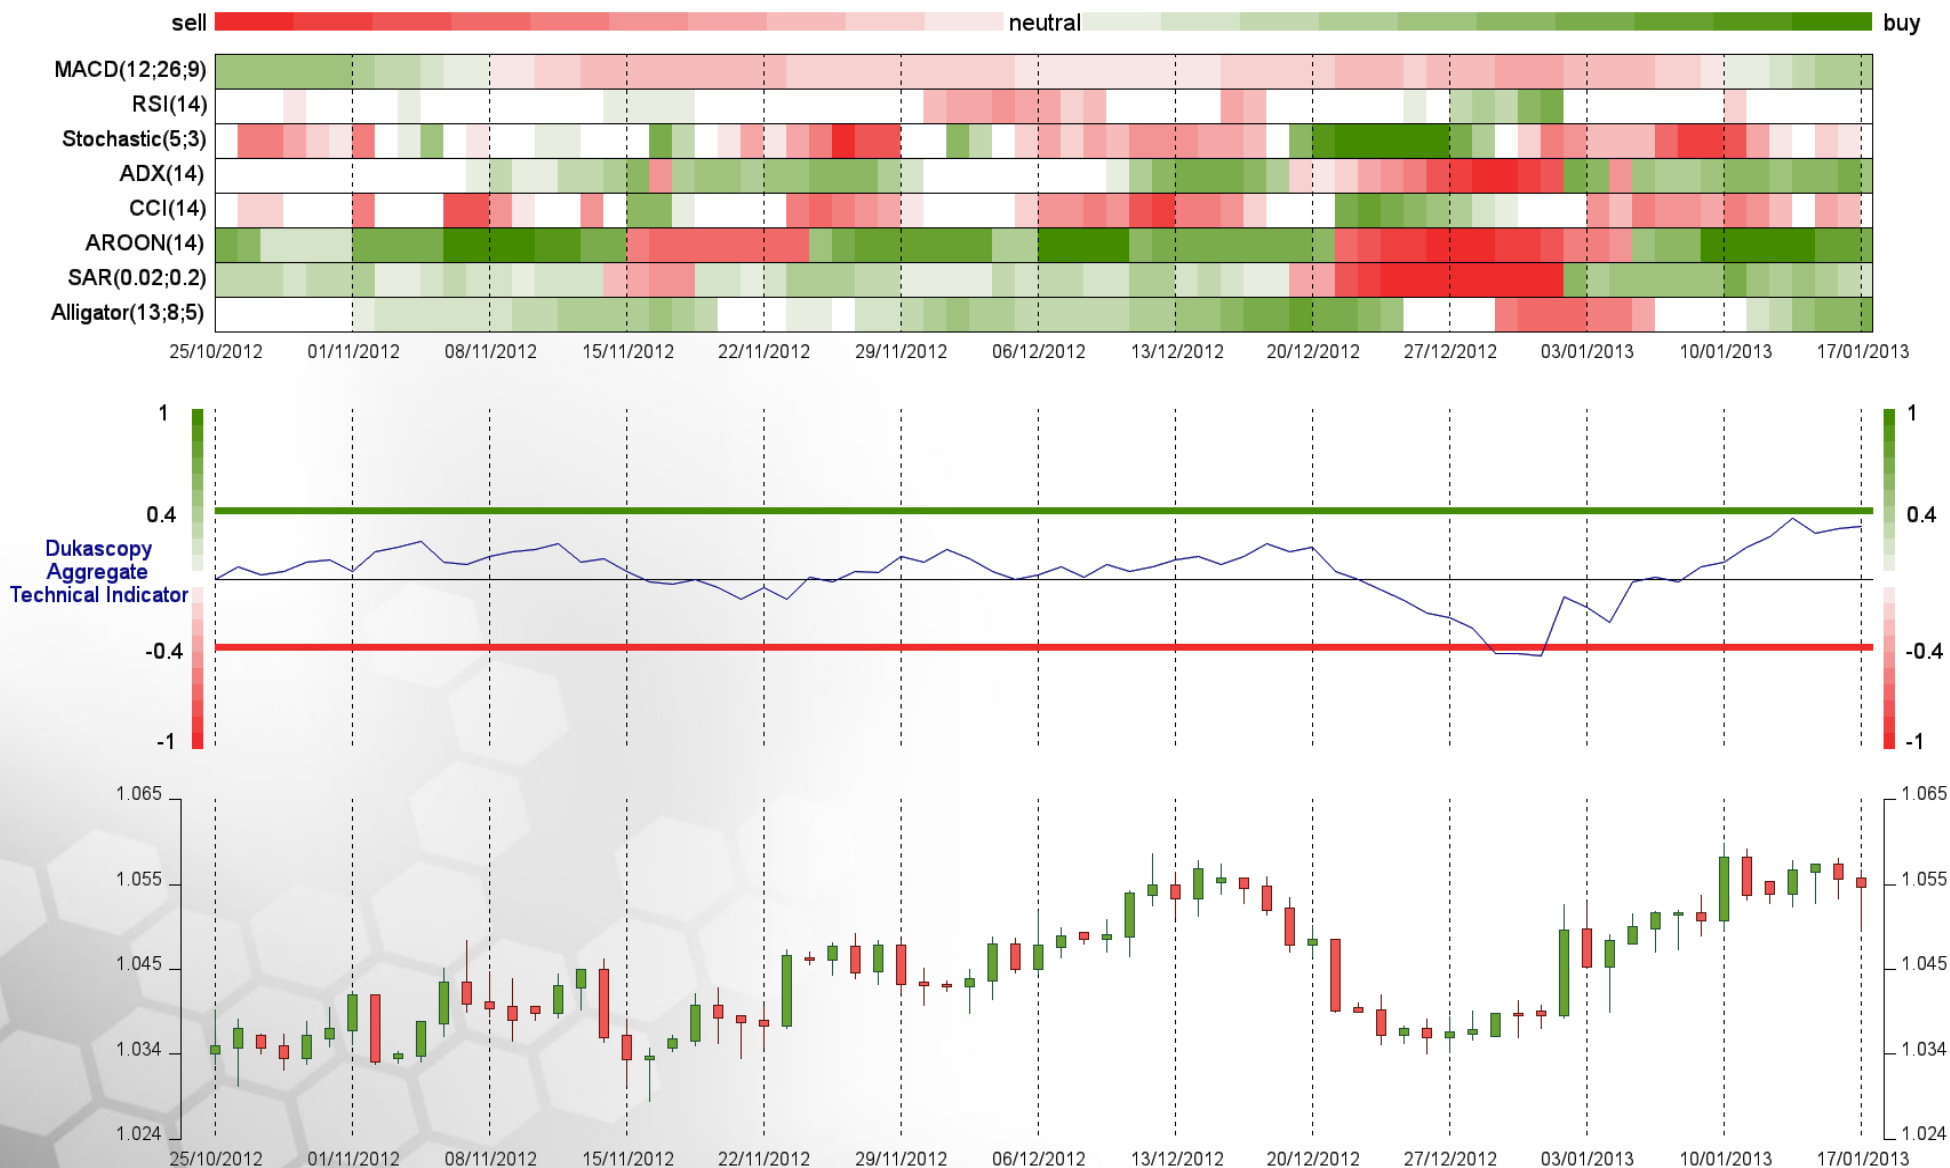 sell neutral buy
MACD(12;26;9)
RSI(14)
Stochastic(5;3)
ADX(14)
CCI(14)
AROON(14)
SAR(0.02;0.2)
Alligator(13;8;5)
25/10/2012 01/11/2012 08/11/2012 15/11/2012 22/11/2012 29/11/2012 06/12/2012 13/12/2012 20/12/2012 27/12/2012 03/01/2013 10/01/2013 17/01/2013
1 1
0.4 0.4
Dukascopy
Aggregate
Technical Indicator
-0.4 -0.4
-1 -1
1.065 1.065
1.055 1.055
1.045 1.045
1.034 1.034
1.024 1.024
25/10/2012 01/11/2012 08/11/2012 15/11/2012 22/11/2012 29/11/2012 06/12/2012 13/12/2012 20/12/2012 27/12/2012 03/01/2013 10/01/2013 17/01/2013